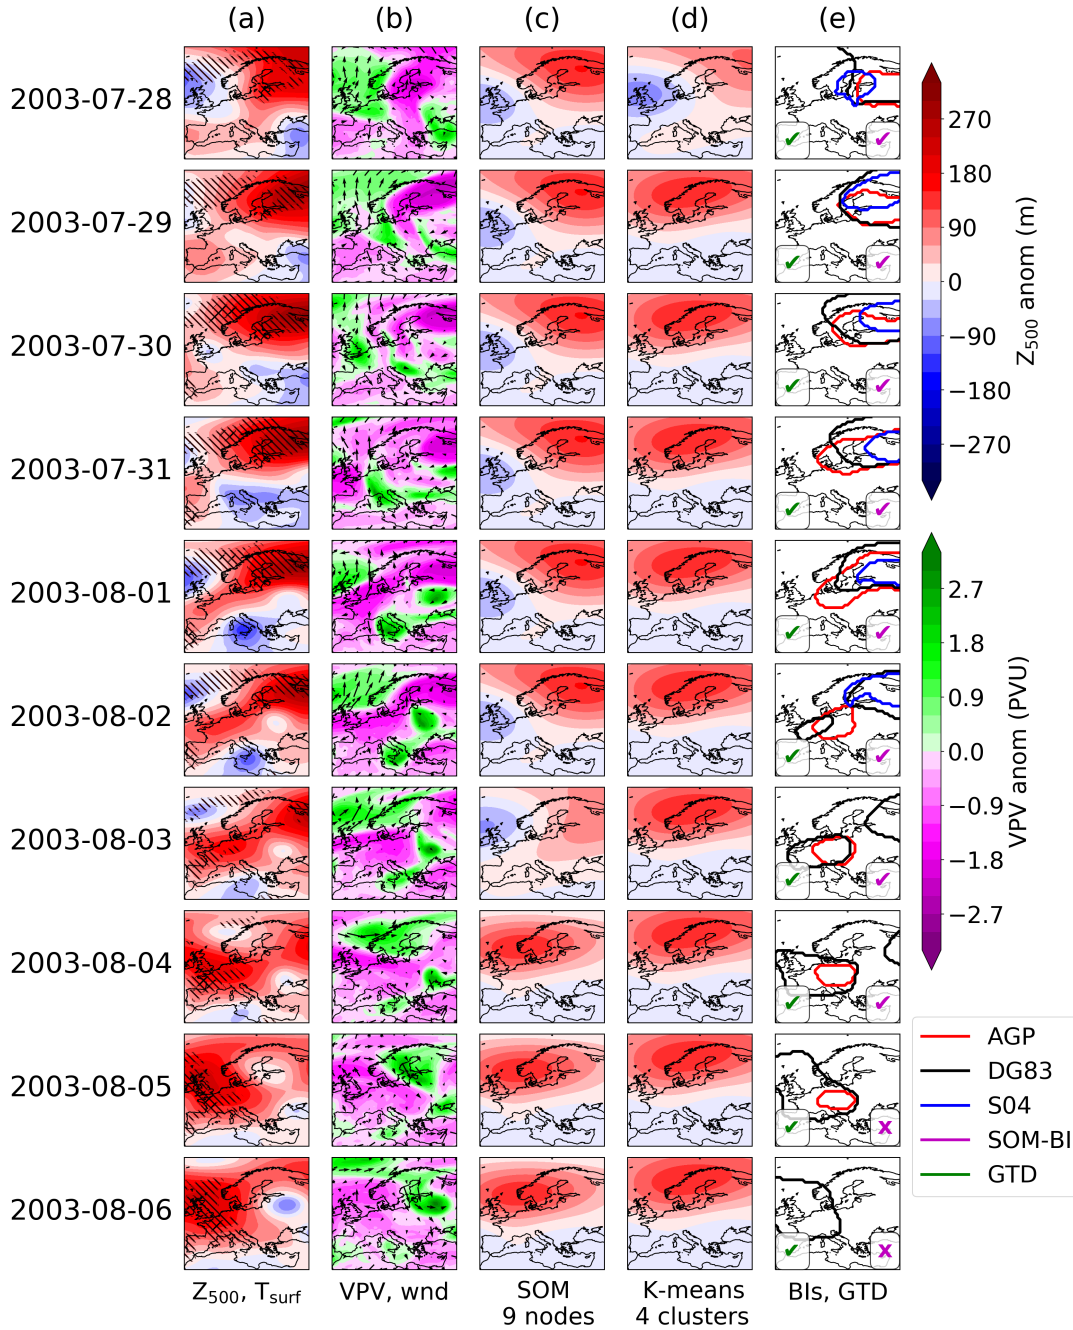 (a) (b) (c) (d) (e)
2003-07-28
2003-07-29
2003-07-30
2003-07-31
2003-08-01
2003-08-02
2003-08-03
2003-08-04
2003-08-05
2003-08-06
Z500, Tsurf
VPV, wnd
SOM
9 nodes
K-means
4 clusters
BIs, GTD
270
180
90
0
−90
−180
−270
Z500 anom (m)
2.7
1.8
0.9
0.0
−0.9
−1.8
−2.7
VPV anom (PVU)
AGP
DG83
S04
SOM-BI
GTD